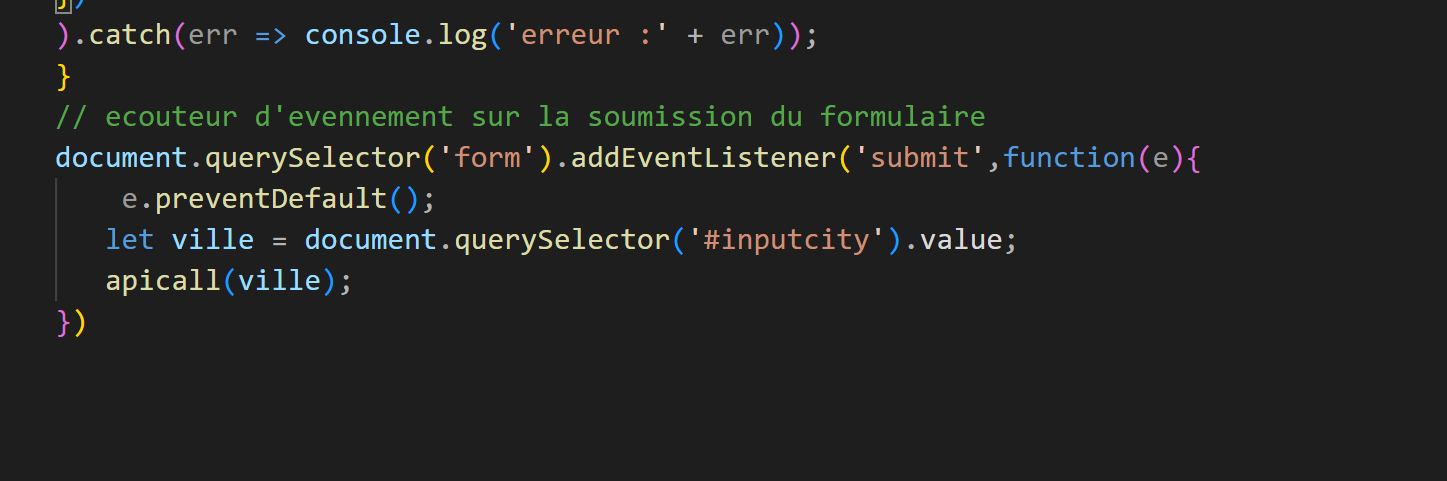 })
).catch(err => console.log('erreur :' + err));
}
// ecouteur d'evennement sur la soumission du formulaire
document.querySelector('form').addEventListener('submit',function(e){
    e.preventDefault();
   let ville = document.querySelector('#inputcity').value;
   apicall(ville);
})